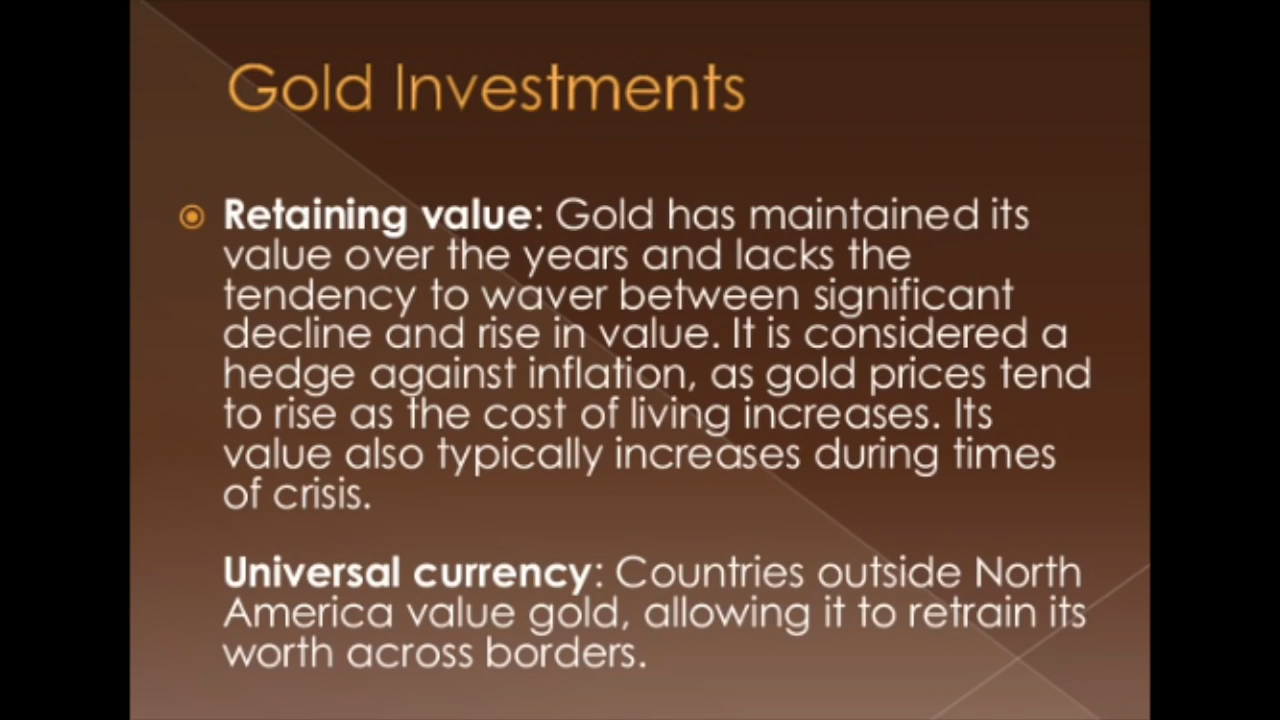 Gold Investments
Retaining value: Gold has maintained its
value over the years and lacks the
tendency to waver between significant
decline and rise in value. It is considered a
hedge against inflation, as gold prices tend
to rise as the cost of living increases. Its
value also typically increases during times
of crisis.
Universal currency: Countries outside North
America value gold, allowing it to retrain its
worth across borders.